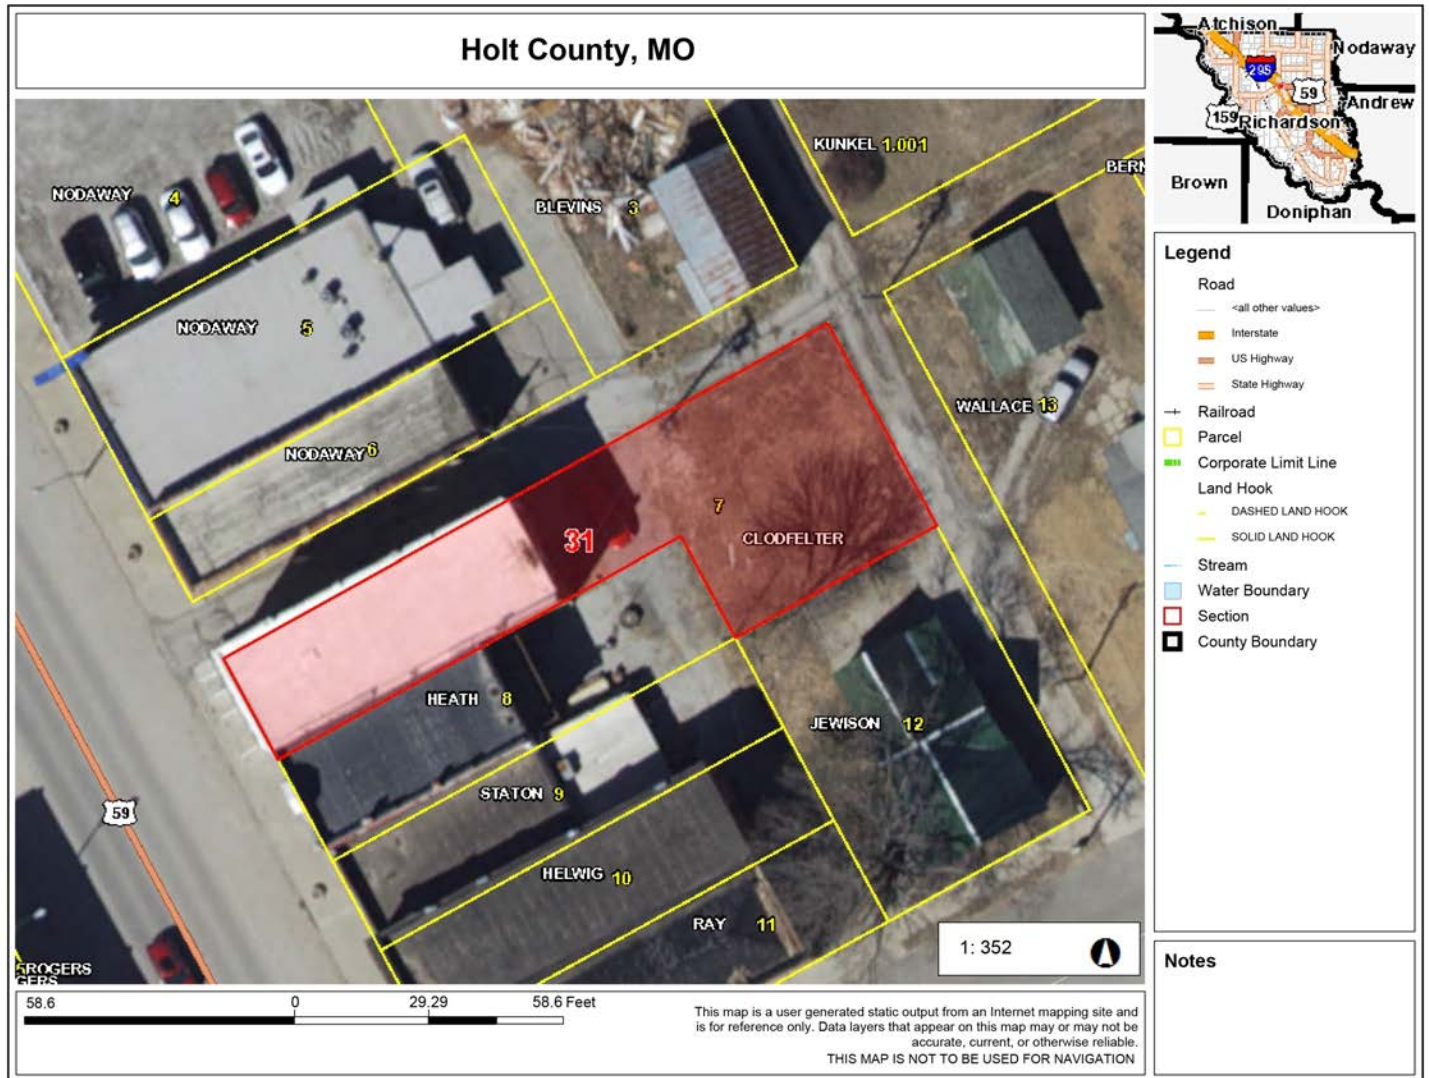 Holt County, MO
Atchison
Nodaway
295
59
Andrew
159
Richardson
Brown
Doniphan
KUNKEL 1.001
BERN
NODAWAY 4
BLEVINS 3
NODAWAY 5
WALLACE 13
NODAWAY 6
7
31
CLODFELTER
HEATH 8
JEWISON 12
STATON 9
59
HELWIG 10
RAY 11
5ROGERS
GERS
1: 352
Legend
Road
<all other values>
Interstate
US Highway
State Highway
Railroad
Parcel
Corporate Limit Line
Land Hook
DASHED LAND HOOK
SOLID LAND HOOK
Stream
Water Boundary
Section
County Boundary
Notes
58.6 0 29.29 58.6 Feet
This map is a user generated static output from an Internet mapping site and
is for reference only. Data layers that appear on this map may or may not be
accurate, current, or otherwise reliable.
THIS MAP IS NOT TO BE USED FOR NAVIGATION